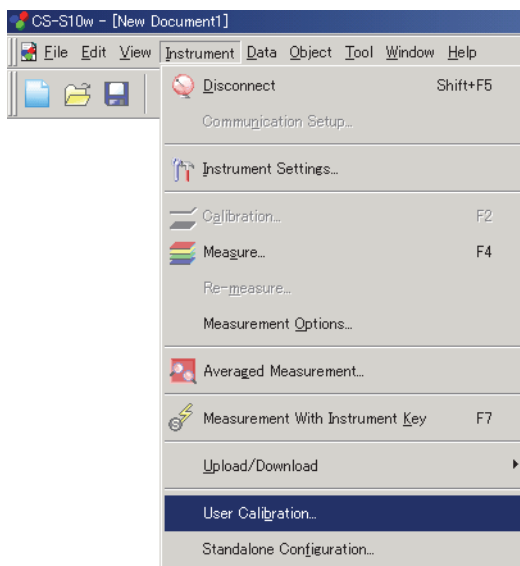 CS-S10w - [New Document1]
File Edit View Instrument Data Object Tool Window Help
Disconnect Shift+F5
Communication Setup...
Instrument Settings...
Calibration... F2
Measure... F4
Re-measure...
Measurement Options...
Averaged Measurement...
Measurement With Instrument Key F7
Upload/Download
User Calibration...
Standalone Configuration...